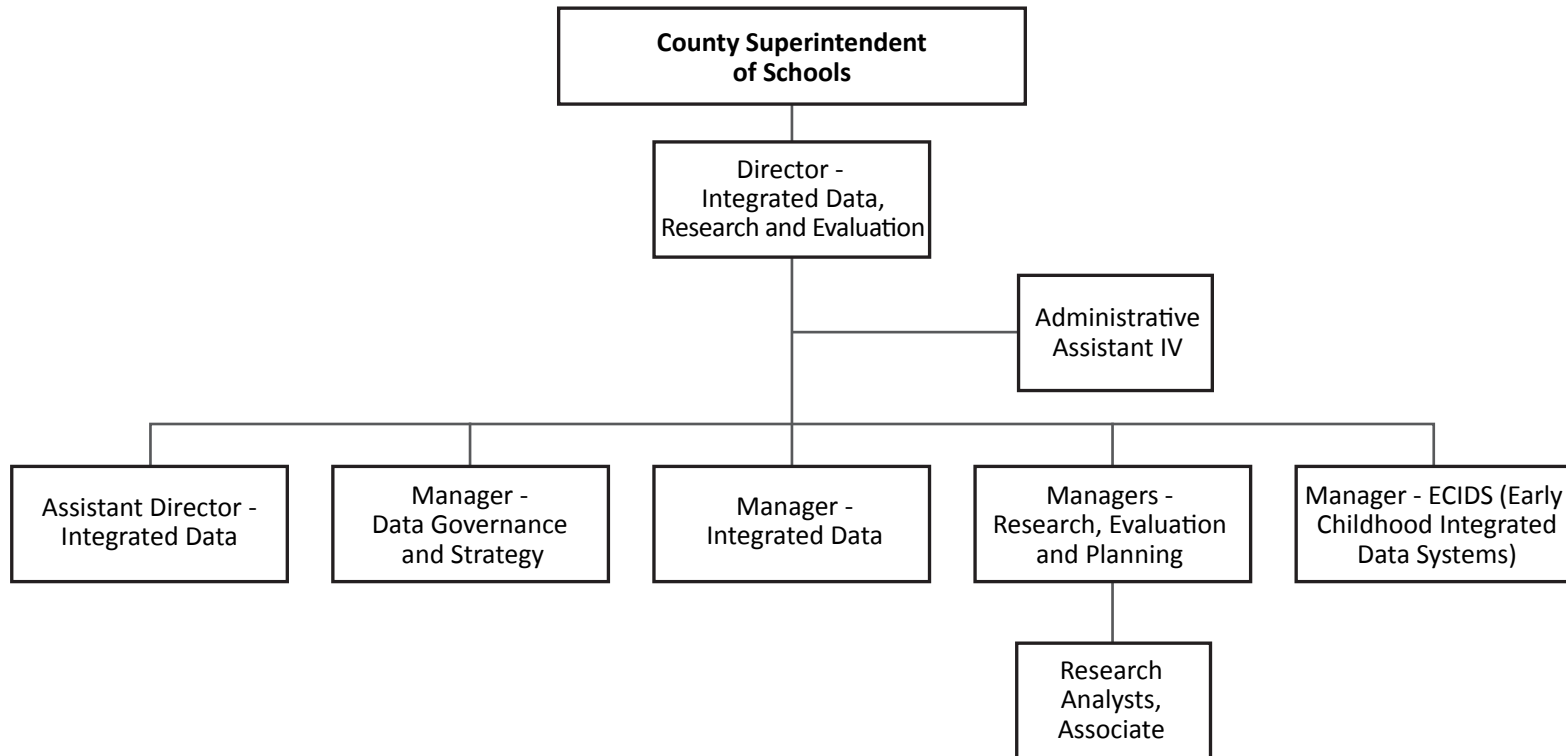 County Superintendent
of Schools
Director -
Integrated Data,
Research and Evaluation
Administrative
Assistant IV
Assistant Director -
Integrated Data
Manager -
Data Governance
and Strategy
Manager -
Integrated Data
Managers -
Research, Evaluation
and Planning
Manager - ECIDS (Early
Childhood Integrated
Data Systems)
Research
Analysts,
Associate